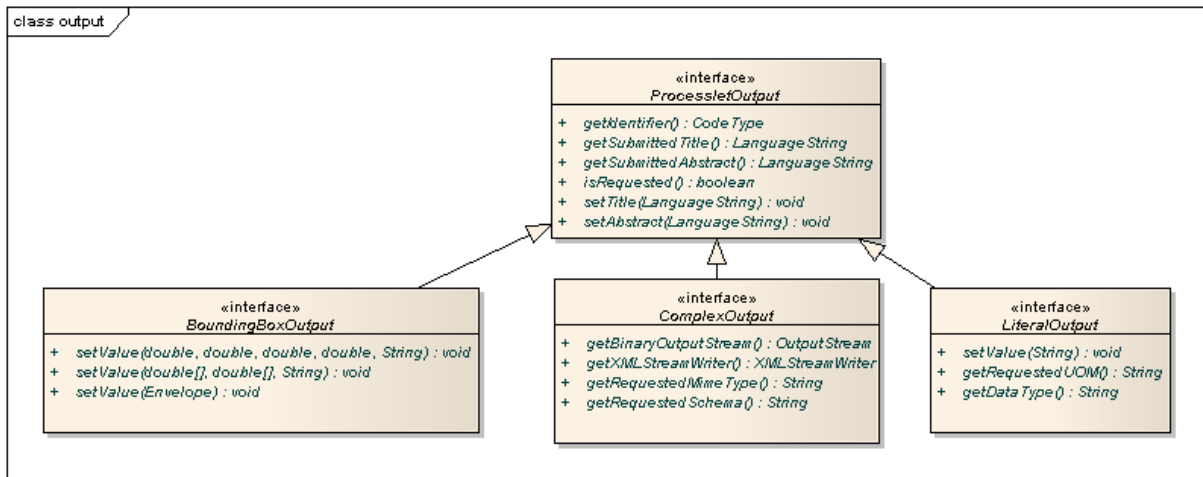 class output
«interface»
ProcessletOutput
+ getIdentifier() : CodeType
+ getSubmittedTitle() : LanguageString
+ getSubmittedAbstract() : LanguageString
+ isRequested() : boolean
+ setTitle(LanguageString) : void
+ setAbstract(LanguageString) : void
«interface»
BoundingBoxOutput
+ setValue(double, double, double, double, String) : void
+ setValue(double[], double[], String) : void
+ setValue(Envelope) : void
«interface»
ComplexOutput
+ getBinaryOutputStream() : OutputStream
+ getXMLStreamWriter() : XMLStreamWriter
+ getRequestedMimeType() : String
+ getRequestedSchema() : String
«interface»
LiteralOutput
+ setValue(String) : void
+ getRequestedUOM() : String
+ getDataType() : String